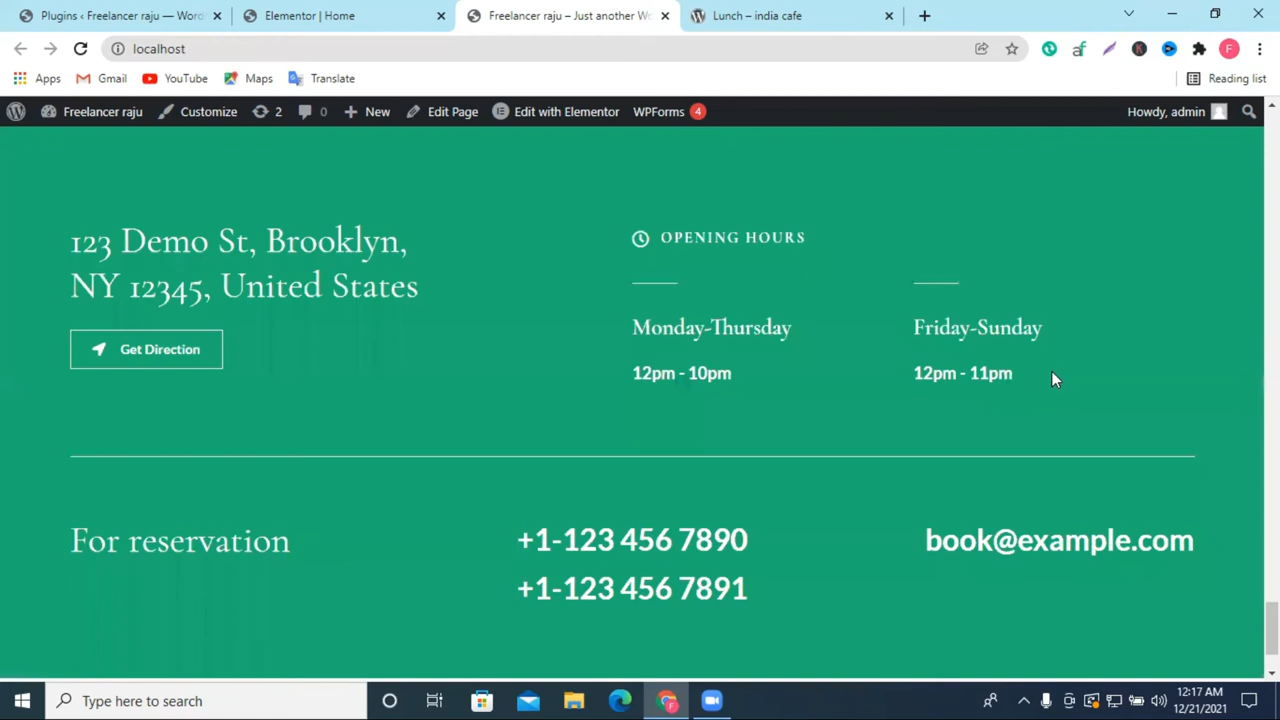 Plugins ‹ Freelancer raju — Word
Elementor | Home
Freelancer raju – Just another Wo
Lunch – india cafe
localhost
F
Apps
Gmail
YouTube
Maps
Translate
Reading list
Freelancer raju
Customize
2
0
New
Edit Page
Edit with Elementor
WPForms 4
Howdy, admin
123 Demo St, Brooklyn,
NY 12345, United States
Get Direction
OPENING HOURS
Monday-Thursday
12pm - 10pm
Friday-Sunday
12pm - 11pm
For reservation
+1-123 456 7890
+1-123 456 7891
book@example.com
Type here to search
12:17 AM
12/21/2021